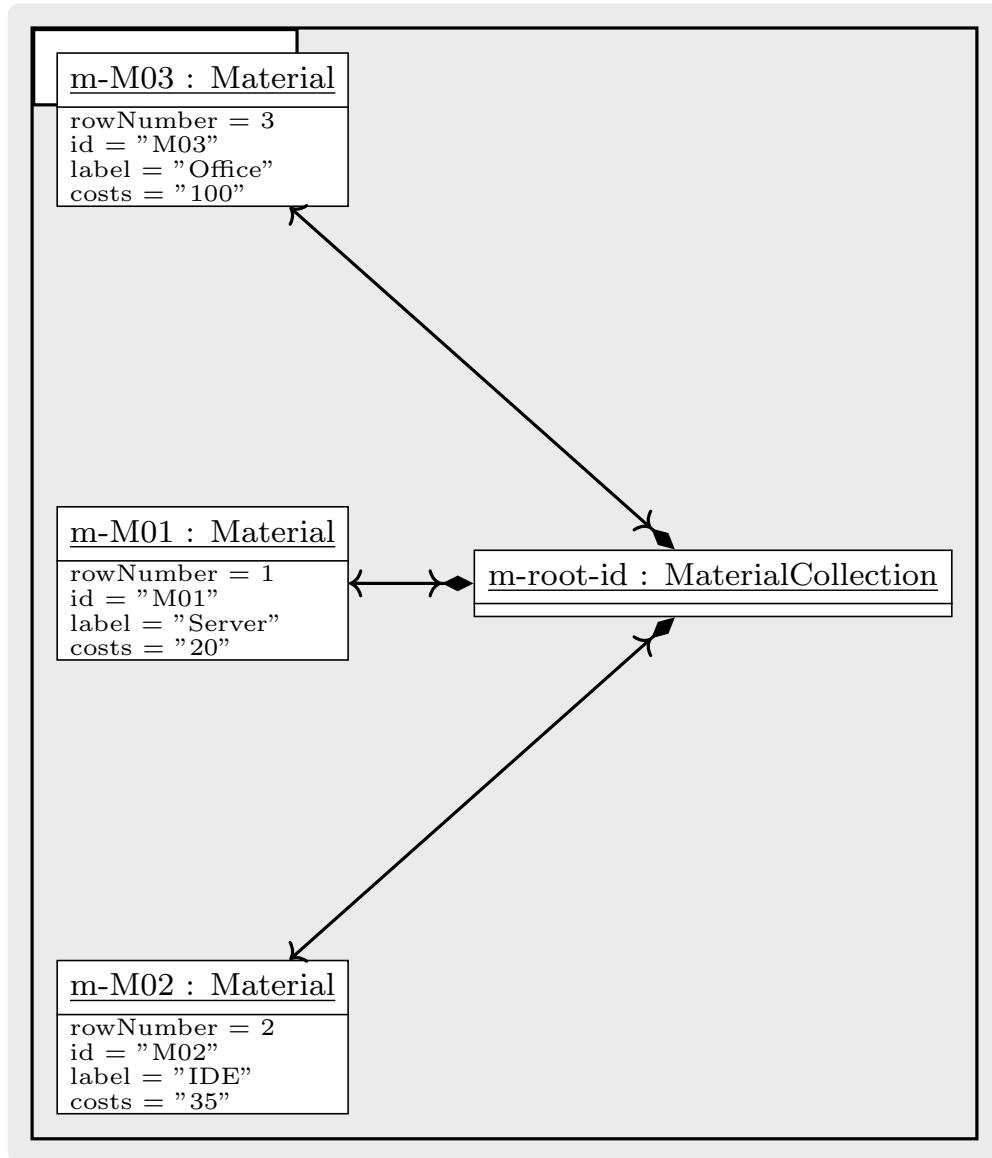 m-M03 : Material
rowNumber = 3
id = ”M03”
label = ”Office”
costs = ”100”
m-M01 : Material
rowNumber = 1
id = ”M01”
label = ”Server”
costs = ”20”
m-root-id : MaterialCollection
m-M02 : Material
rowNumber = 2
id = ”M02”
label = ”IDE”
costs = ”35”